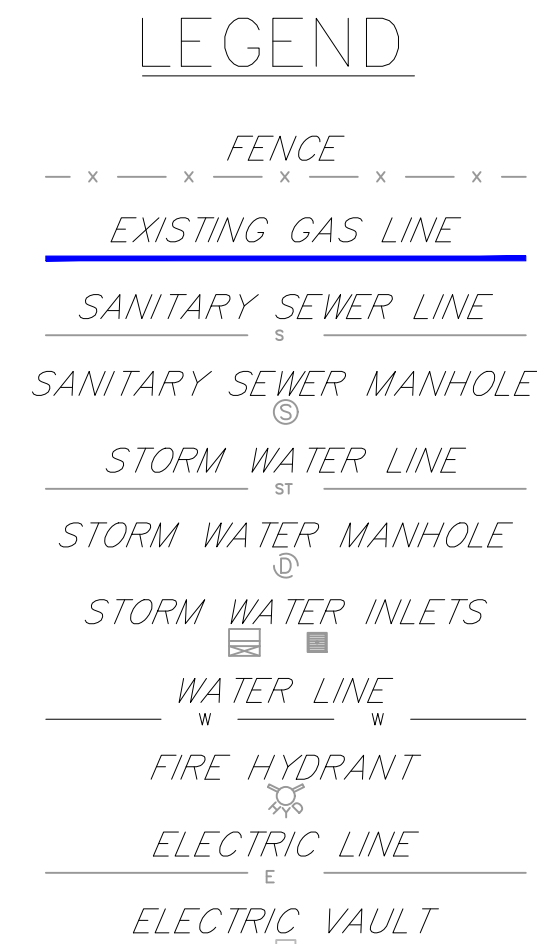 LEGEND
FENCE
X X X X X
EXISTING GAS LINE
SANITARY SEWER LINE
S
SANITARY SEWER MANHOLE
S
STORM WATER LINE
ST
STORM WATER MANHOLE
D
STORM WATER INLETS
WATER LINE
W W
FIRE HYDRANT
HYD
ELECTRIC LINE
E
ELECTRIC VAULT